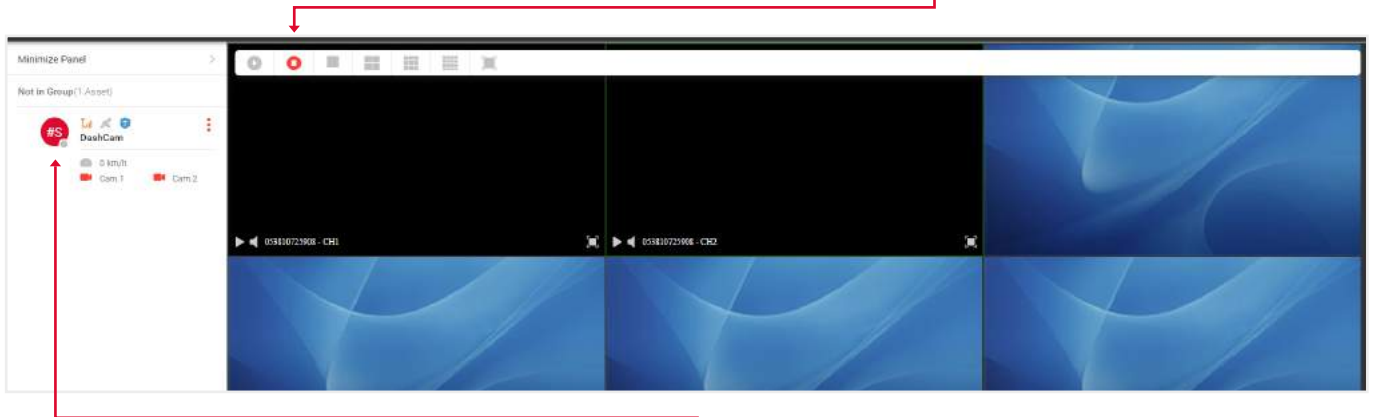 Minimize Panel
Not in Group(1 Asset)
#S
DashCam
0 km/h
Cam 1
Cam 2
053810725908 - CH1
053810725908 - CH2